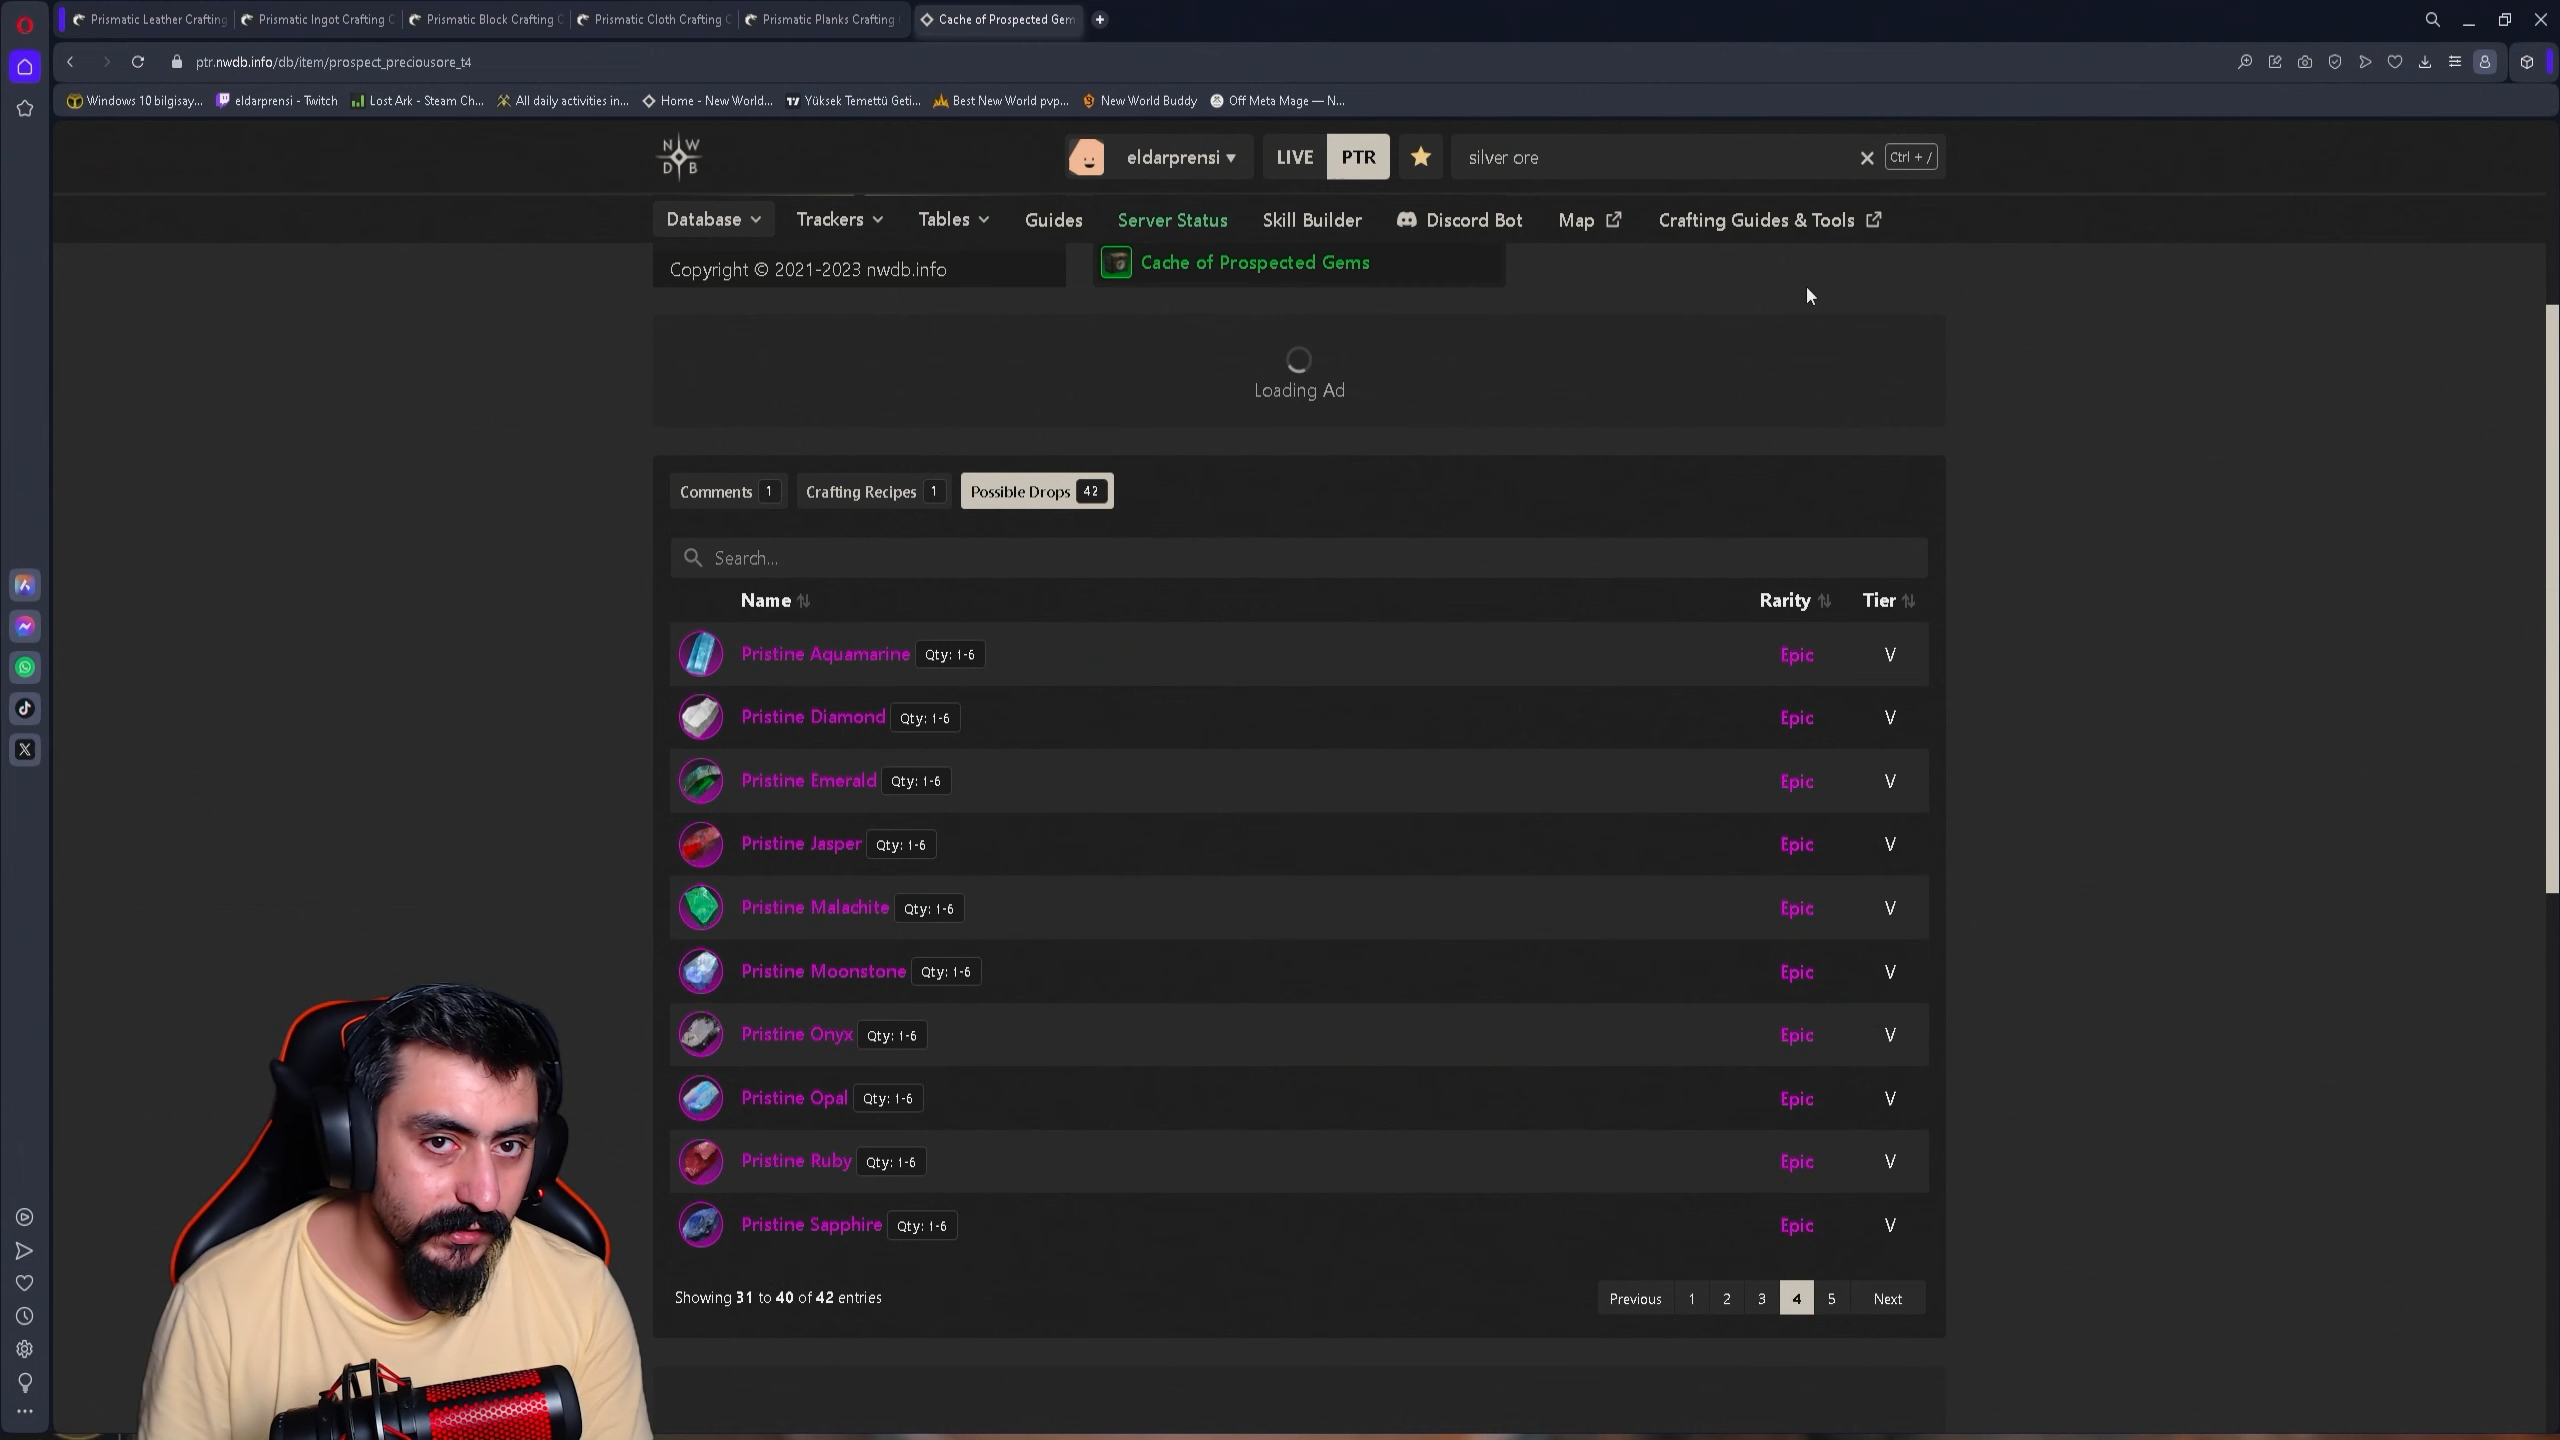 Prismatic Leather Crafting
Prismatic Ingot Crafting C
Prismatic Block Crafting C
Prismatic Cloth Crafting C
Prismatic Planks Crafting
Cache of Prospected Gem
ptr.nwdb.info/db/item/prospect_preciousore_t4
Windows 10 bilgisay...
eldarprensi - Twitch
Lost Ark - Steam Ch...
All daily activities in...
Home - New World...
Yüksek Temettü Geti...
Best New World pvp...
New World Buddy
Off Meta Mage — N...
N W
D B
eldarprensi
LIVE
PTR
silver ore
Ctrl + /
Database
Trackers
Tables
Guides
Server Status
Skill Builder
Discord Bot
Map
Crafting Guides & Tools
Copyright © 2021-2023 nwdb.info
Cache of Prospected Gems
Loading Ad
Comments 1
Crafting Recipes 1
Possible Drops 42
Search...
Name Rarity Tier
Pristine Aquamarine Qty: 1-6 Epic V
Pristine Diamond Qty: 1-6 Epic V
Pristine Emerald Qty: 1-6 Epic V
Pristine Jasper Qty: 1-6 Epic V
Pristine Malachite Qty: 1-6 Epic V
Pristine Moonstone Qty: 1-6 Epic V
Pristine Onyx Qty: 1-6 Epic V
Pristine Opal Qty: 1-6 Epic V
Pristine Ruby Qty: 1-6 Epic V
Pristine Sapphire Qty: 1-6 Epic V
Showing 31 to 40 of 42 entries
Previous 1 2 3 4 5 Next